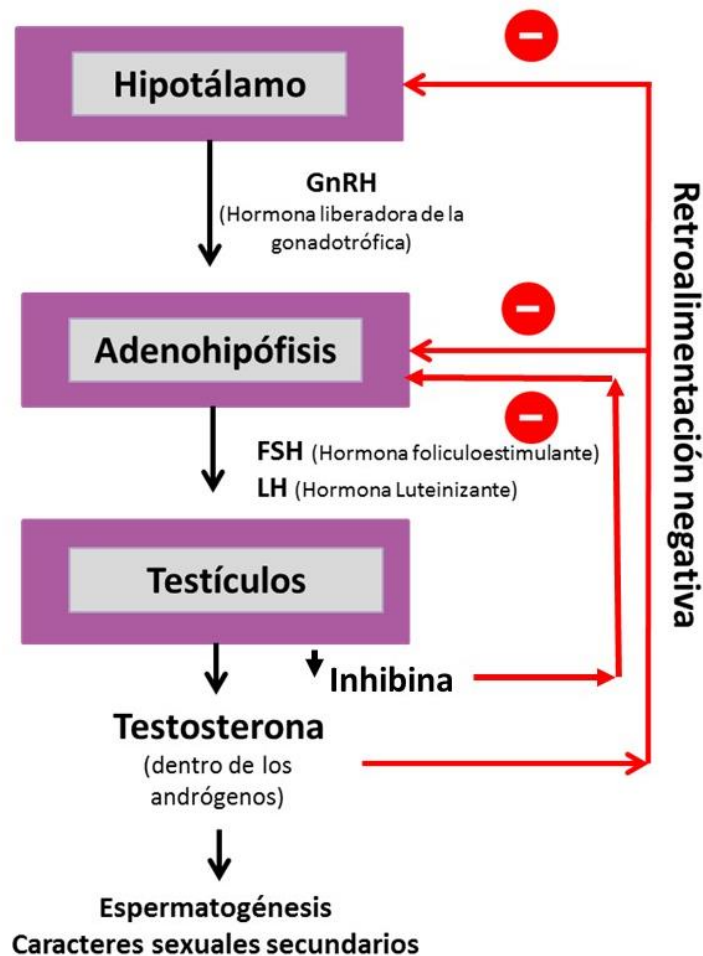 Hipotálamo
GnRH
(Hormona liberadora de la
gonadotrófica)
Adenohipófisis
FSH (Hormona foliculoestimulante)
LH (Hormona Luteinizante)
Testículos
Inhibina
Testosterona
(dentro de los
andrógenos)
Espermatogénesis
Caracteres sexuales secundarios
Retroalimentación negativa